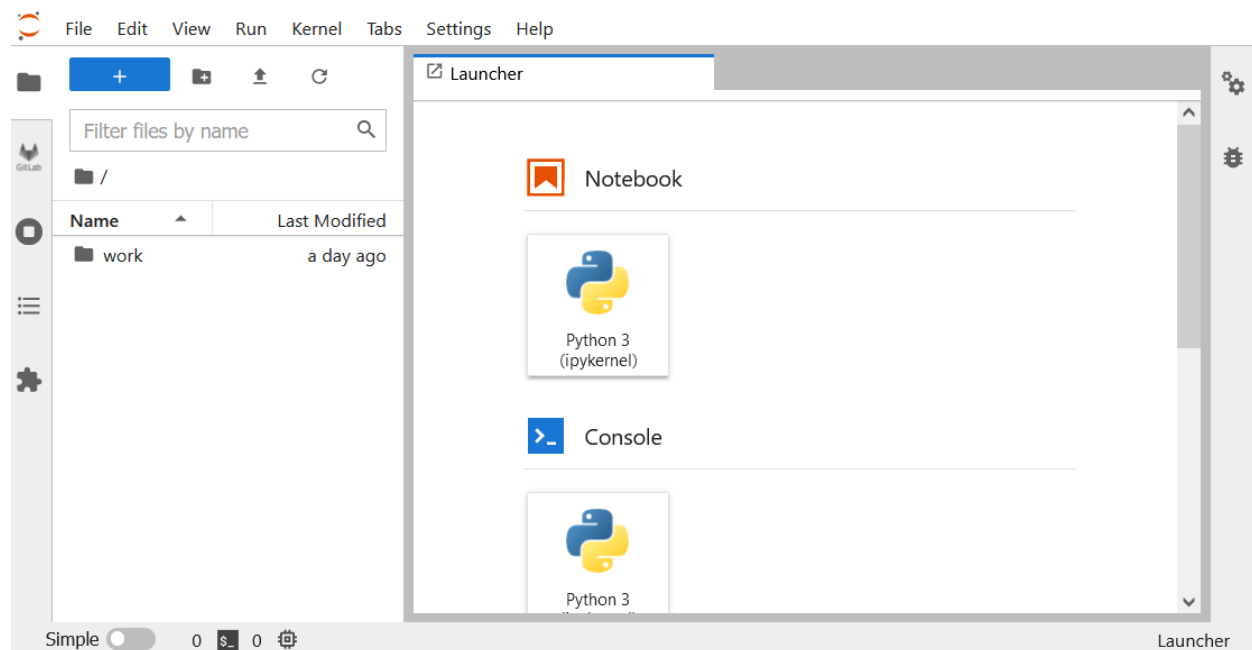 File Edit View Run Kernel Tabs Settings Help
+
Launcher
Filter files by name
GitLab
/
Name Last Modified
work a day ago
Notebook
Python 3
(ipykernel)
Console
Python 3
Simple 0 $_ 0 Launcher